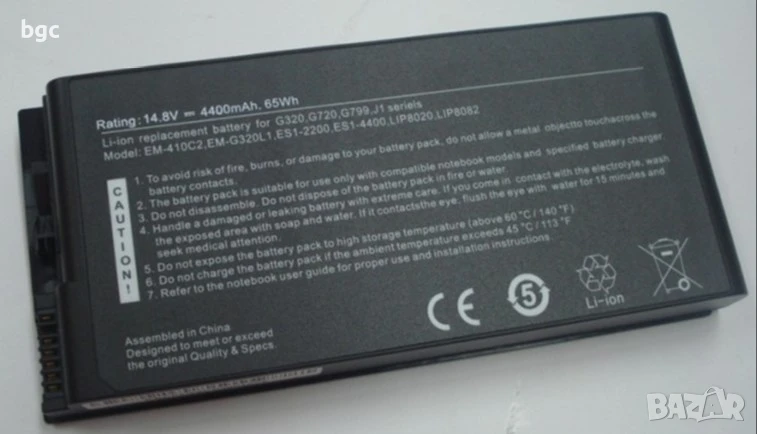 bgc
Rating: 14.8V ⎓ 4400mAh. 65Wh
Li-ion replacement battery for G320,G720,G799,J1 serieis
Model: EM-410C2,EM-G320L1,ES1-2200,ES1-4400,LIP8020,LIP8082
CAUTION!
1. To avoid risk of fire, burns, or damage to your battery pack, do not allow a metal objectto touchacross the
battery contacts.
2. The battery pack is suitable for use only with compatible notebook models and specified battery charger.
3. Do not disassemble. Do not dispose of the battery pack in fire or water.
4. Handle a damaged or leaking battery with extreme care. If you come in contact with the electrolyte, wash
the exposed area with soap and water. If it contactsthe eye, flush the eye with water for 15 minutes and
seek medical attention.
5. Do not expose the battery pack to high storage temperature (above 60 °C / 140 °F).
6. Do not charge the battery pack if the ambient temperature exceeds 45 °C / 113 °F
7. Refer to the notebook user guide for proper use and installation instructions.
CE
5
Li-ion
Assembled in China
Designed to meet or exceed
the original Quality & Specs.
BAZAR